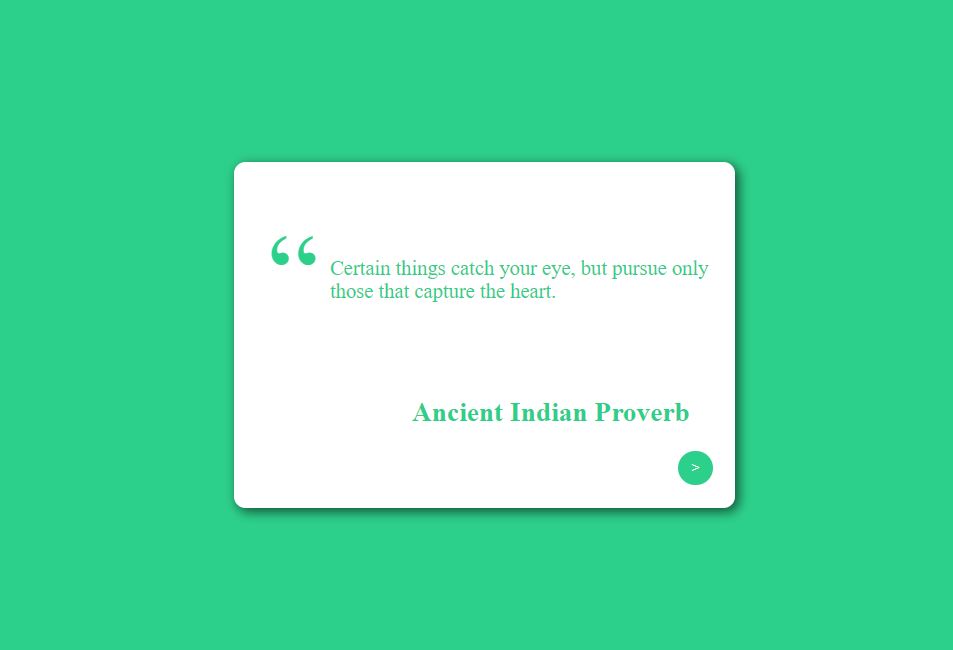 “
Certain things catch your eye, but pursue only
those that capture the heart.
Ancient Indian Proverb
>